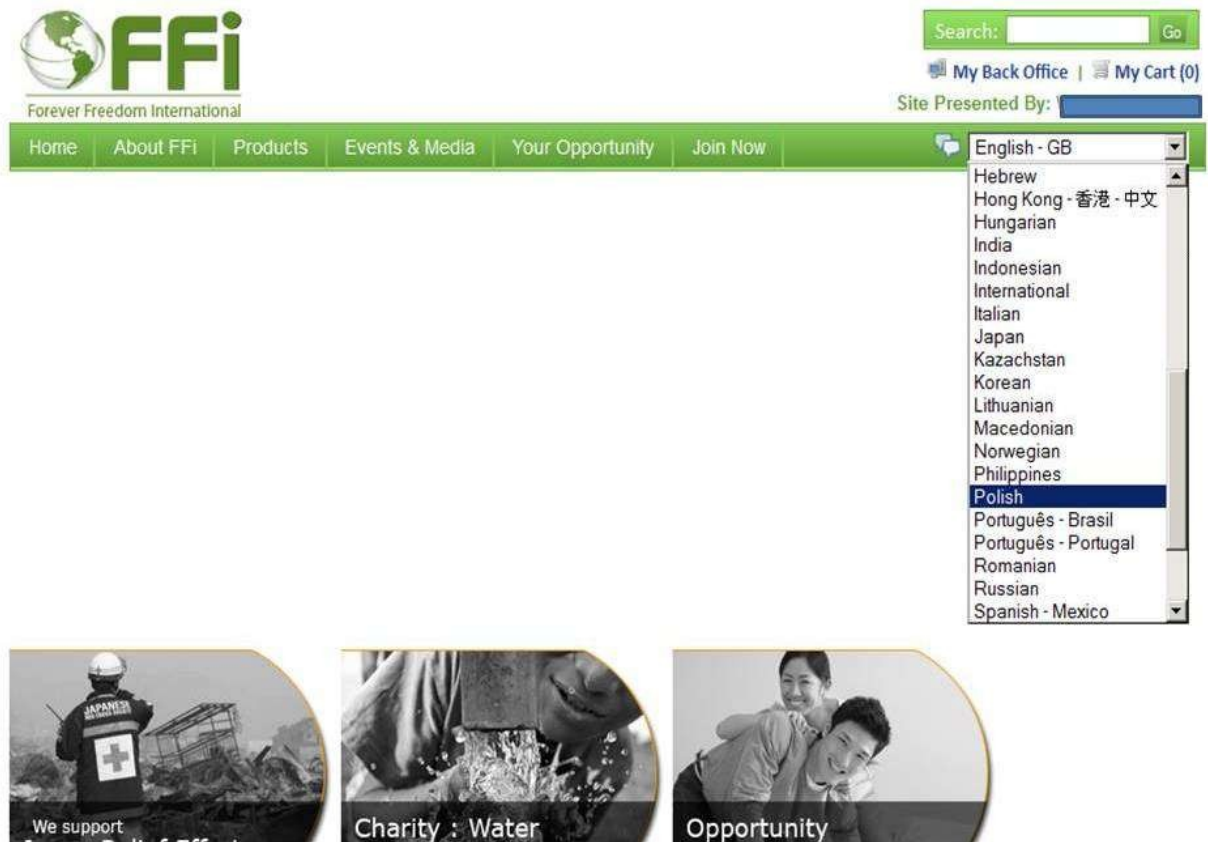 FFi
Forever Freedom International
Search: Go
My Back Office | My Cart (0)
Site Presented By:
Home About FFi Products Events & Media Your Opportunity Join Now English - GB
Hebrew
Hong Kong - 香港 - 中文
Hungarian
India
Indonesian
International
Italian
Japan
Kazachstan
Korean
Lithuanian
Macedonian
Norwegian
Philippines
Polish
Português - Brasil
Português - Portugal
Romanian
Russian
Spanish - Mexico
JAPANESE
We support
Charity : Water
Opportunity